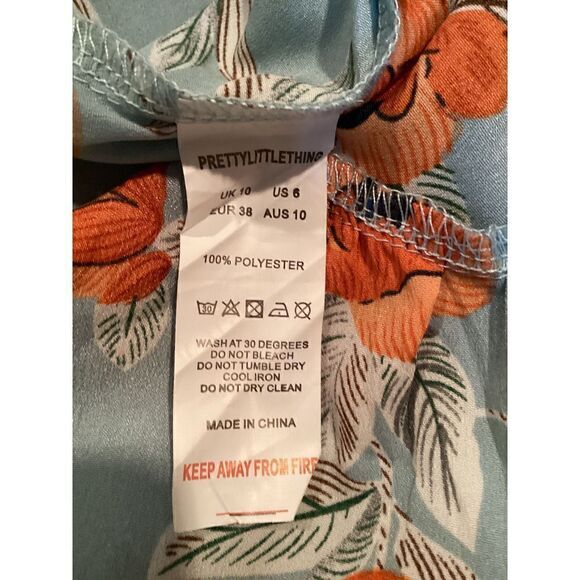 PRETTYLITTLETHING
UK 10 US 6
EUR 38 AUS 10
100% POLYESTER
30
WASH AT 30 DEGREES
DO NOT BLEACH
DO NOT TUMBLE DRY
COOL IRON
DO NOT DRY CLEAN
MADE IN CHINA
KEEP AWAY FROM FIRE